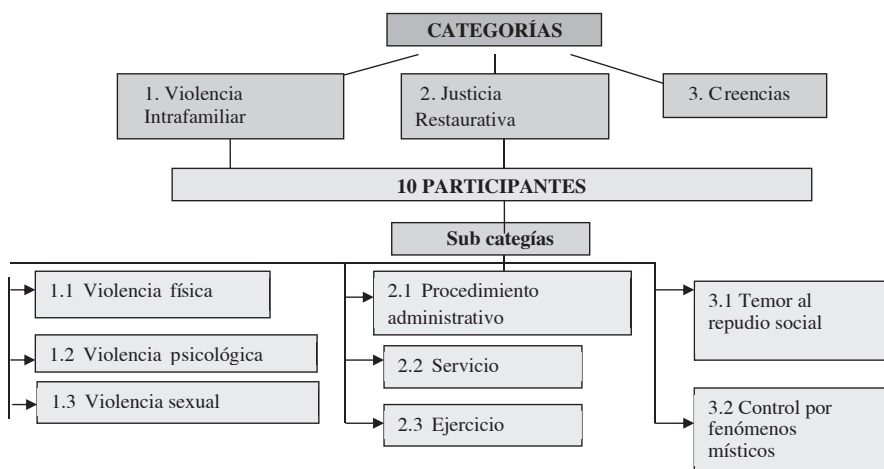 CATEGORÍAS
1. Violencia
Intrafamiliar
2. Justicia
Restaurativa
3. Creencias
10 PARTICIPANTES
Sub categías
1.1 Violencia física
1.2 Violencia psicológica
1.3 Violencia sexual
2.1 Procedimiento
administrativo
2.2 Servicio
2.3 Ejercicio
3.1 Temor al
repudio social
3.2 Control por
fenómenos
místicos